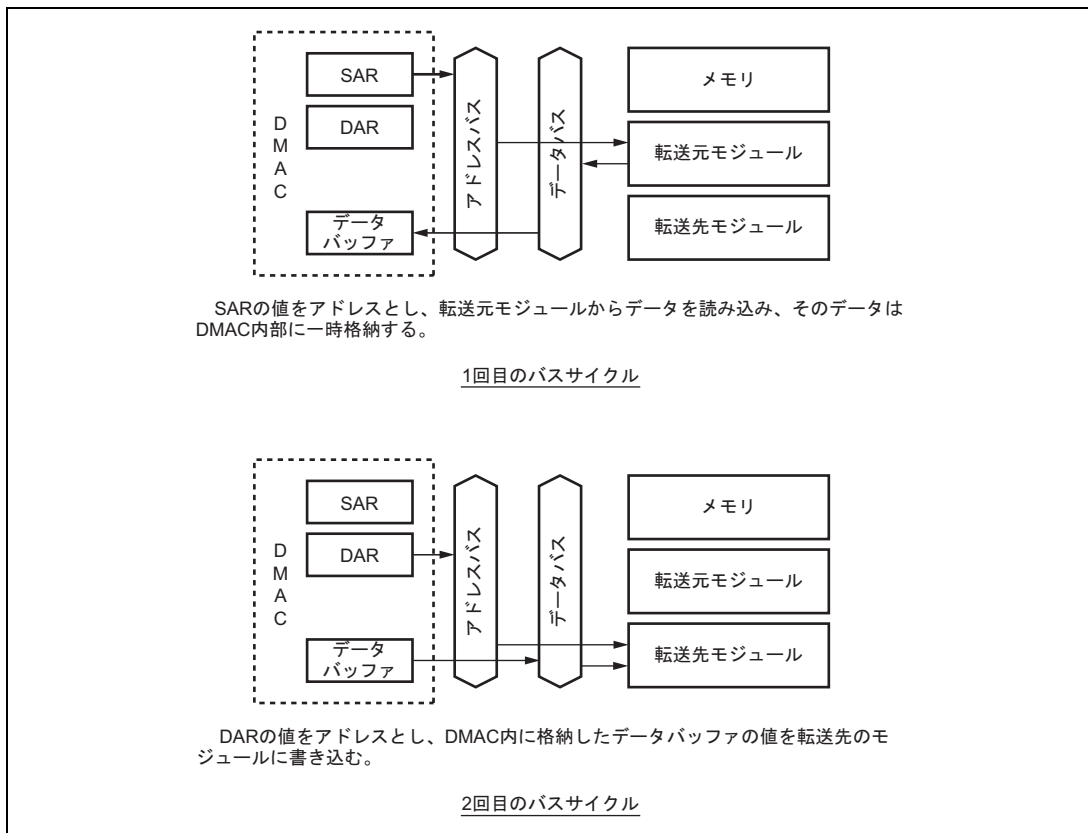 SAR
DAR
DMAC
データ
バッファ
アドレスバス
データバス
メモリ
転送元モジュール
転送先モジュール
SARの値をアドレスとし、転送元モジュールからデータを読み込み、そのデータは
DMAC内部に一時格納する。
1回目のバスサイクル
SAR
DAR
DMAC
データ
バッファ
アドレスバス
データバス
メモリ
転送元モジュール
転送先モジュール
DARの値をアドレスとし、DMAC内に格納したデータバッファの値を転送先のモ
ジュールに書き込む。
2回目のバスサイクル